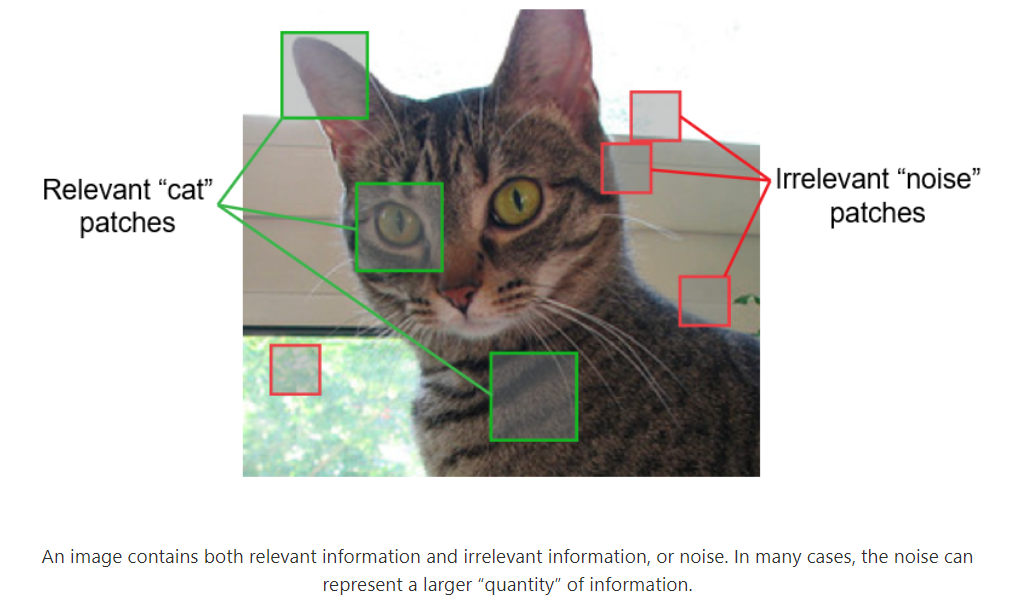 Relevant “cat”
patches
Irrelevant “noise”
patches
An image contains both relevant information and irrelevant information, or noise. In many cases, the noise can
represent a larger “quantity” of information.